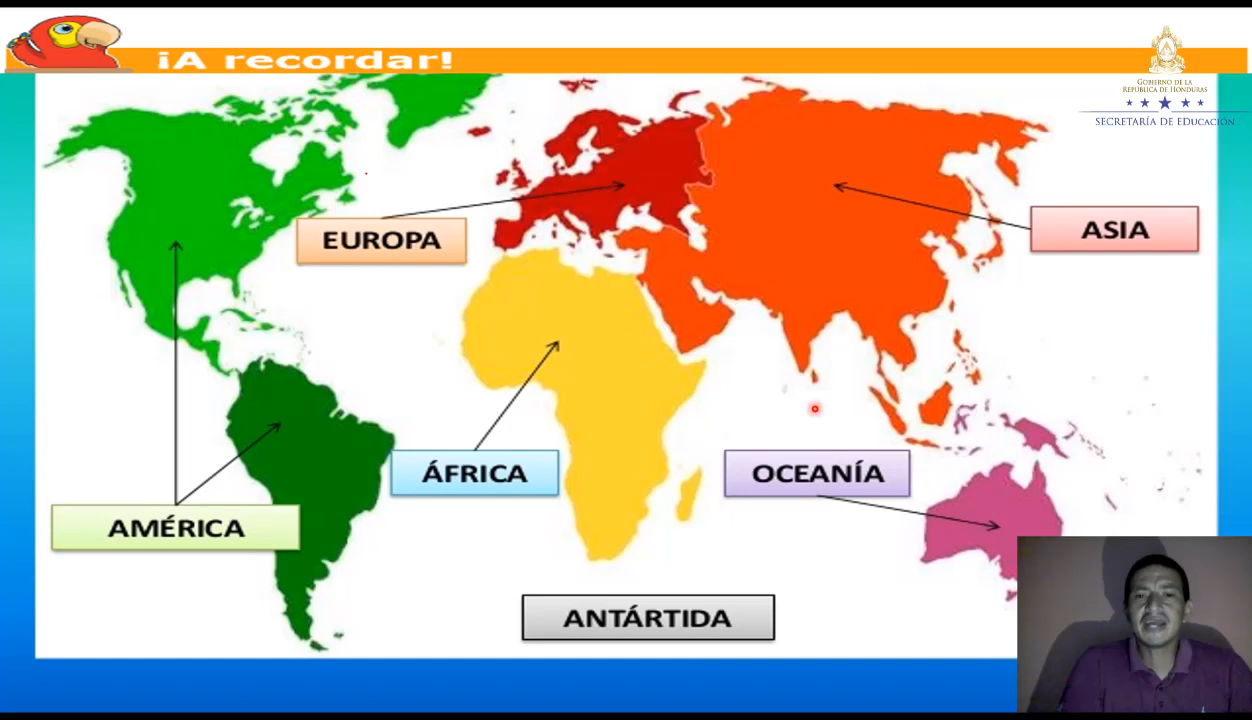 ¡A recordar!
GOBIERNO DE LA
REPÚBLICA DE HONDURAS
SECRETARÍA DE EDUCACIÓN
EUROPA
ASIA
ÁFRICA
OCEANÍA
AMÉRICA
ANTÁRTIDA